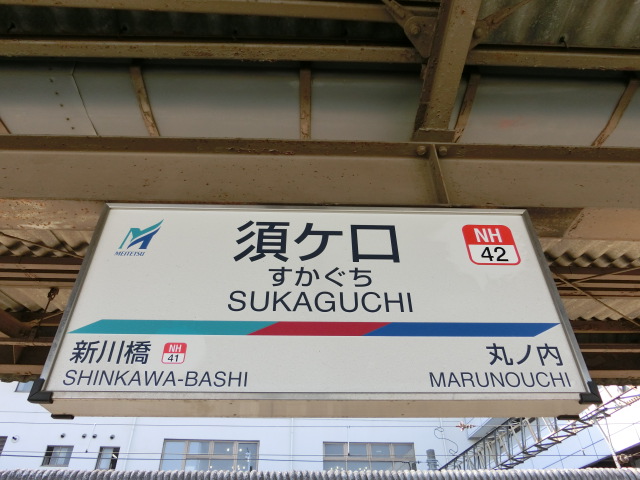 MEITETSU
須ケ口
NH
42
すかぐち
SUKAGUCHI
新川橋 NH 41
SHINKAWA-BASHI
丸ノ内
MARUNOUCHI